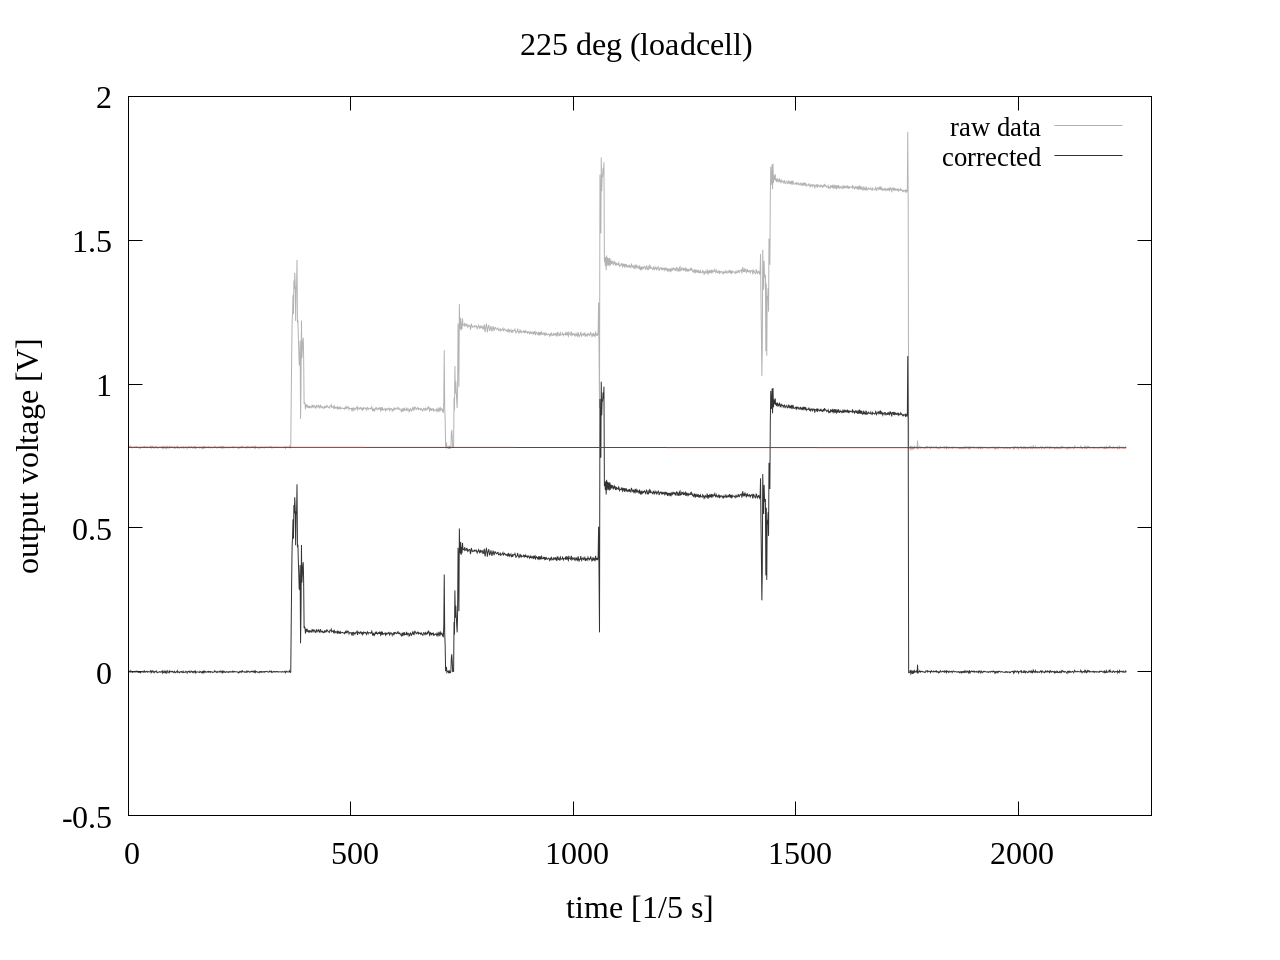 225 deg (loadcell)
raw data
corrected
2
1.5
1
0.5
0
-0.5
output voltage [V]
0 500 1000 1500 2000
time [1/5 s]